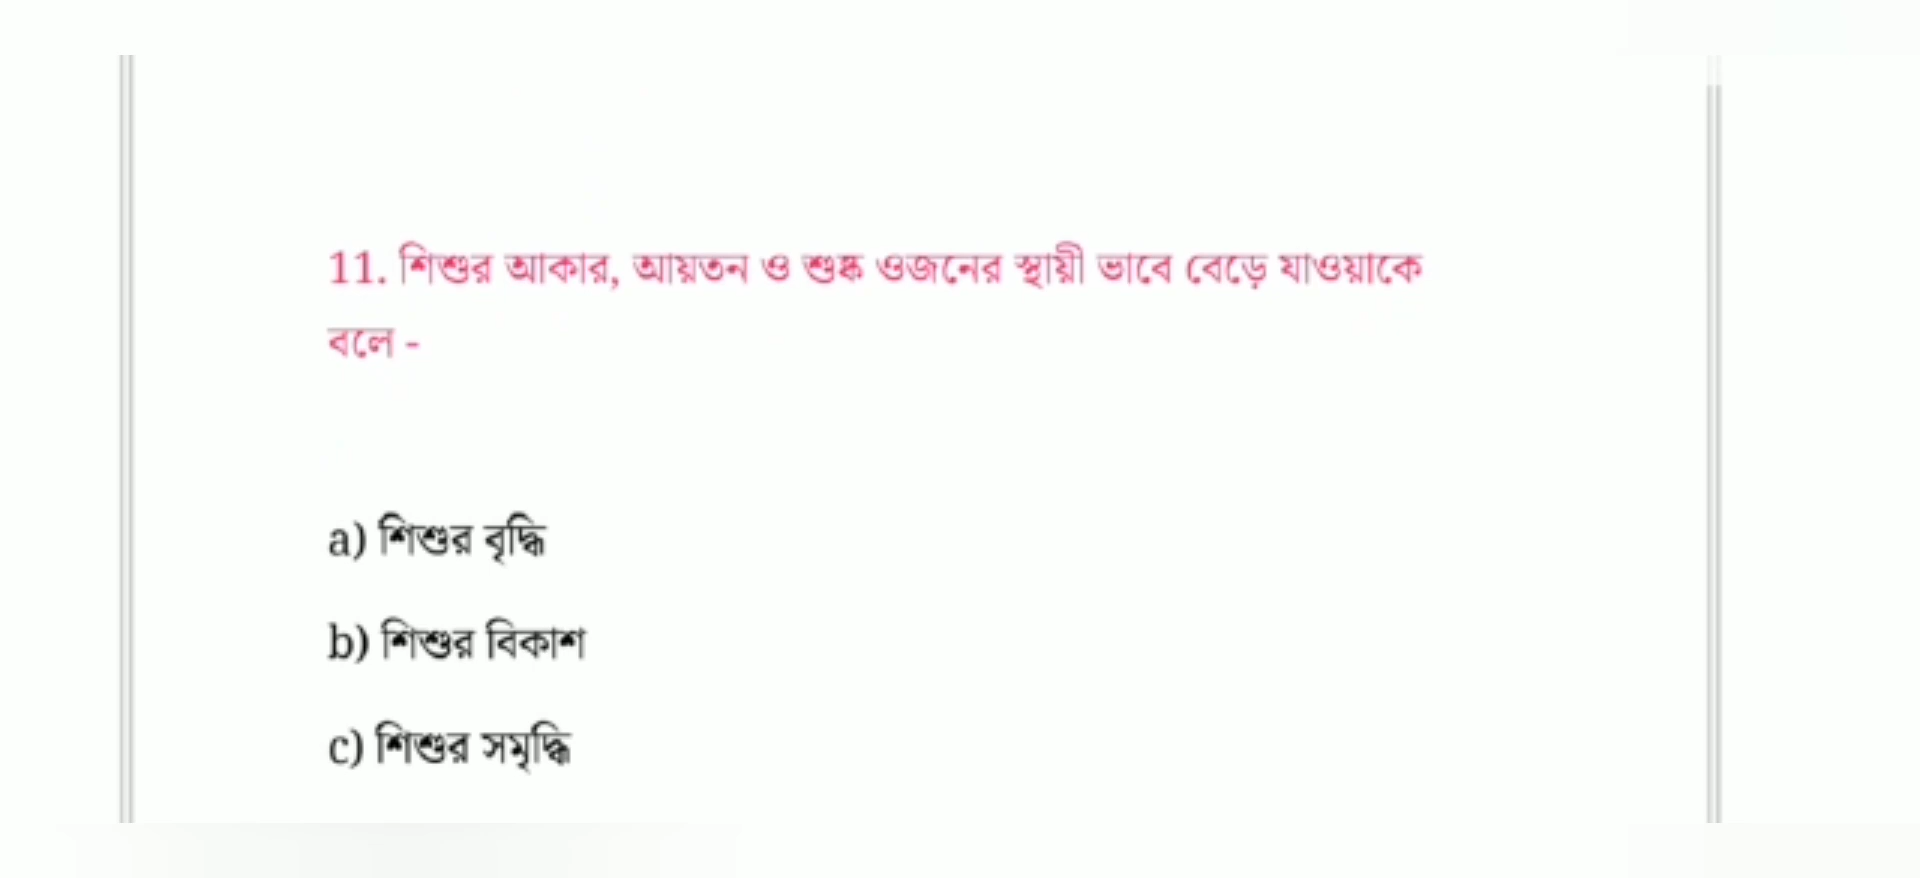 11. শিশুর আকার, আয়তন ও শুষ্ক ওজনের স্থায়ী ভাবে বেড়ে যাওয়াকে
বলে -
a) শিশুর বৃদ্ধি
b) শিশুর বিকাশ
c) শিশুর সমৃদ্ধি